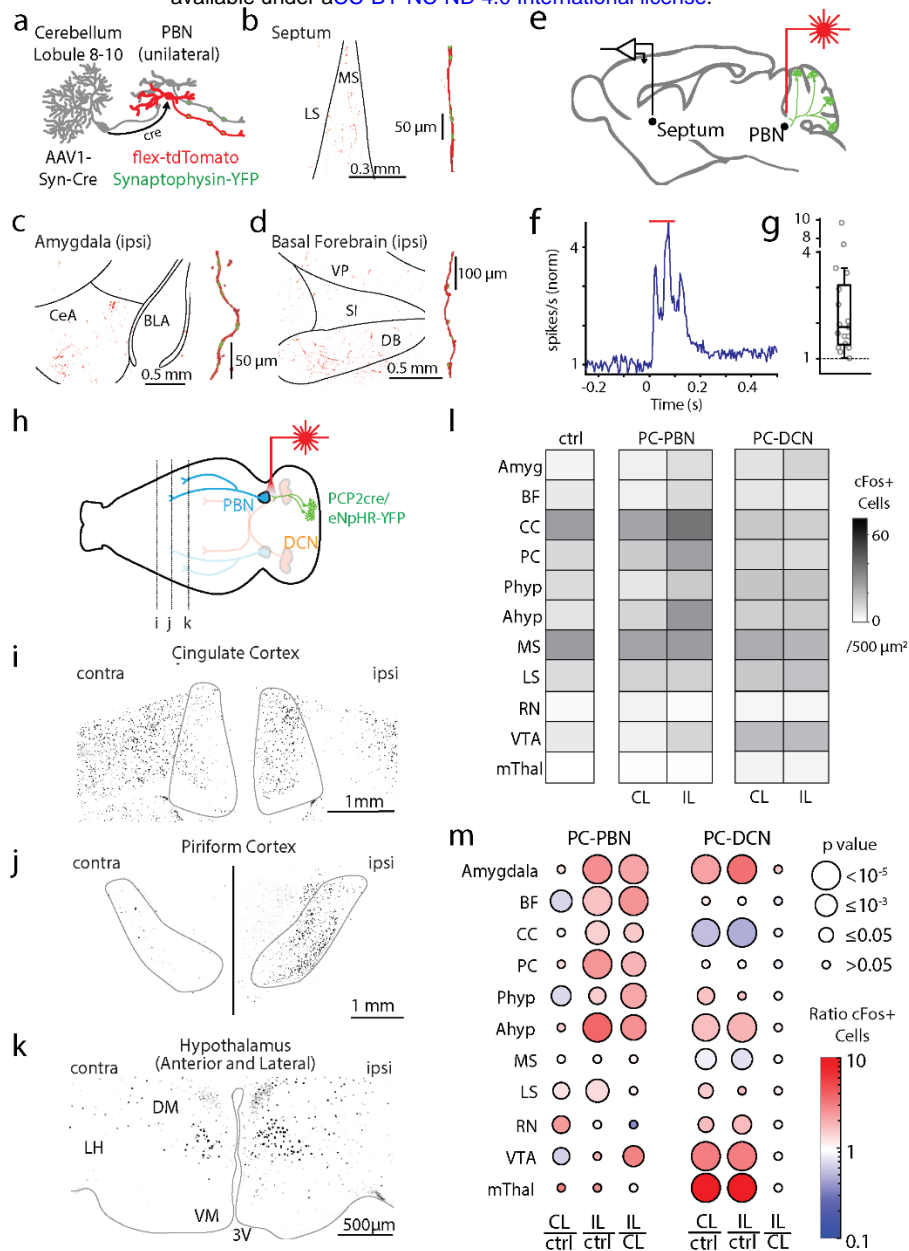 available under aCC-BY-NC-ND 4.0 International license.
a
Cerebellum
Lobule 8-10
PBN
(unilateral)
cre
AAV1-
Syn-Cre
flex-tdTomato
Synaptophysin-YFP
b
Septum
MS
LS
50 µm
0.3 mm
c
Amygdala (ipsi)
CeA
BLA
0.5 mm
50 µm
d
Basal Forebrain (ipsi)
VP
SI
DB
0.5 mm
100 µm
e
Septum
PBN
f
spikes/s (norm)
4
1
-0.2
0
0.2
0.4
Time (s)
g
10
8
4
1
h
PBN
DCN
PCP2cre/
eNpHR-YFP
i
j
k
i
Cingulate Cortex
contra
ipsi
1mm
j
Piriform Cortex
contra
ipsi
1 mm
k
Hypothalamus
(Anterior and Lateral)
contra
ipsi
DM
LH
VM
3V
500µm
l
ctrl
PC-PBN
PC-DCN
Amyg
BF
CC
PC
Phyp
Ahyp
MS
LS
RN
VTA
mThal
CL
IL
CL
IL
cFos+
Cells
60
0
/500 µm²
m
PC-PBN
PC-DCN
Amygdala
BF
CC
PC
Phyp
Ahyp
MS
LS
RN
VTA
mThal
CL
ctrl
IL
ctrl
IL
CL
CL
ctrl
IL
ctrl
IL
CL
p value
<10⁻⁵
≤10⁻³
≤0.05
>0.05
Ratio cFos+
Cells
10
1
0.1